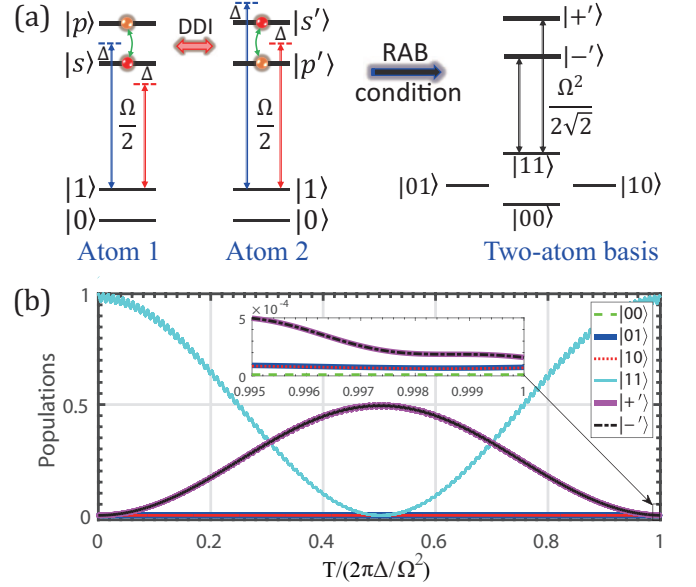 (a)
|p⟩ DDI |s′⟩ |+′⟩
Δ Δ
|s⟩ Δ Δ |p′⟩ RAB |−′⟩
condition
Ω/2 Ω/2 Ω²/2√2
|11⟩
|1⟩ |1⟩ |01⟩ |10⟩
|0⟩ |0⟩ |00⟩
Atom 1 Atom 2 Two-atom basis
(b)
Populations
1
0.5
0
× 10⁻⁴
5
0
0.995 0.996 0.997 0.998 0.999 1
|00⟩
|01⟩
|10⟩
|11⟩
|+′⟩
|−′⟩
0 0.2 0.4 0.6 0.8 1
T/(2πΔ/Ω²)